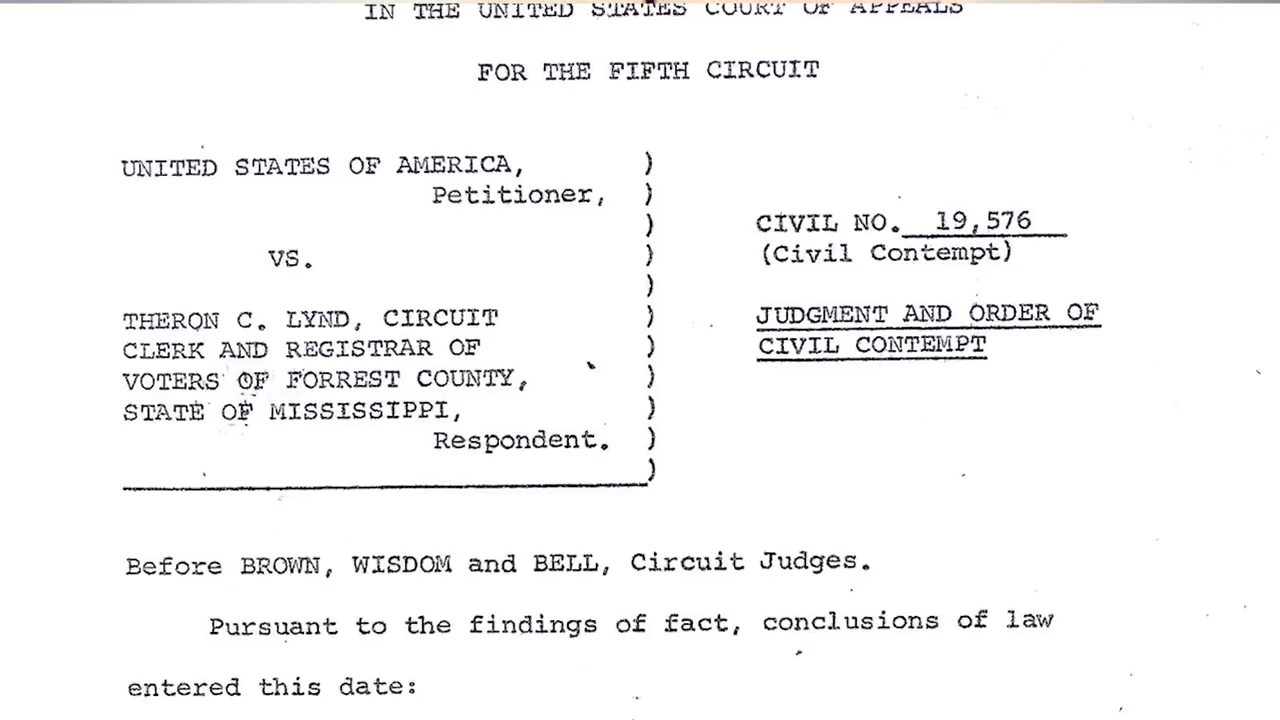 IN THE UNITED STATES COURT OF APPEALS
FOR THE FIFTH CIRCUIT
UNITED STATES OF AMERICA, )
Petitioner, )
)
VS. )
)
THERON C. LYND, CIRCUIT )
CLERK AND REGISTRAR OF )
VOTERS OF FORREST COUNTY, )
STATE OF MISSISSIPPI, )
Respondent. )
)
CIVIL NO. 19,576
(Civil Contempt)
JUDGMENT AND ORDER OF
CIVIL CONTEMPT
Before BROWN, WISDOM and BELL, Circuit Judges.
Pursuant to the findings of fact, conclusions of law
entered this date: